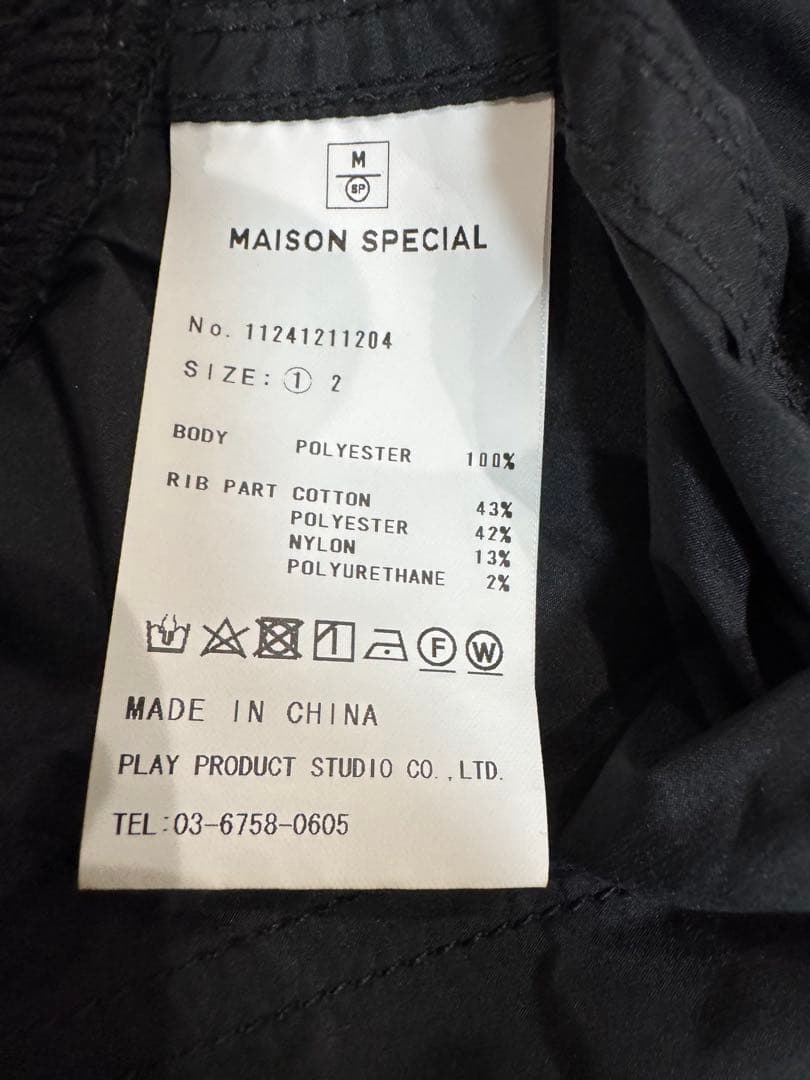 M
SP
MAISON SPECIAL
No. 11241211204
SIZE: ① 2
BODY POLYESTER 100%
RIB PART COTTON 43%
POLYESTER 42%
NYLON 13%
POLYURETHANE 2%
F W
MADE IN CHINA
PLAY PRODUCT STUDIO CO.,LTD.
TEL:03-6758-0605